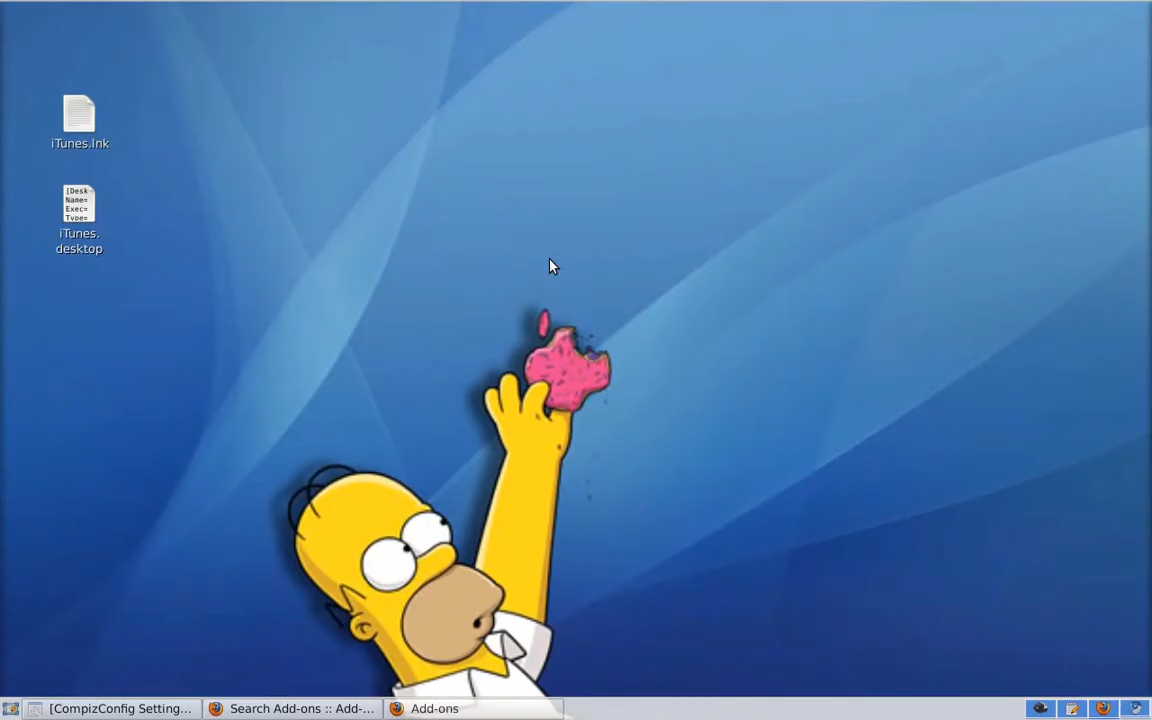 iTunes.lnk
[Desk
Name=
Exec=
Type=
iTunes.
desktop
[CompizConfig Setting...
Search Add-ons :: Add-...
Add-ons